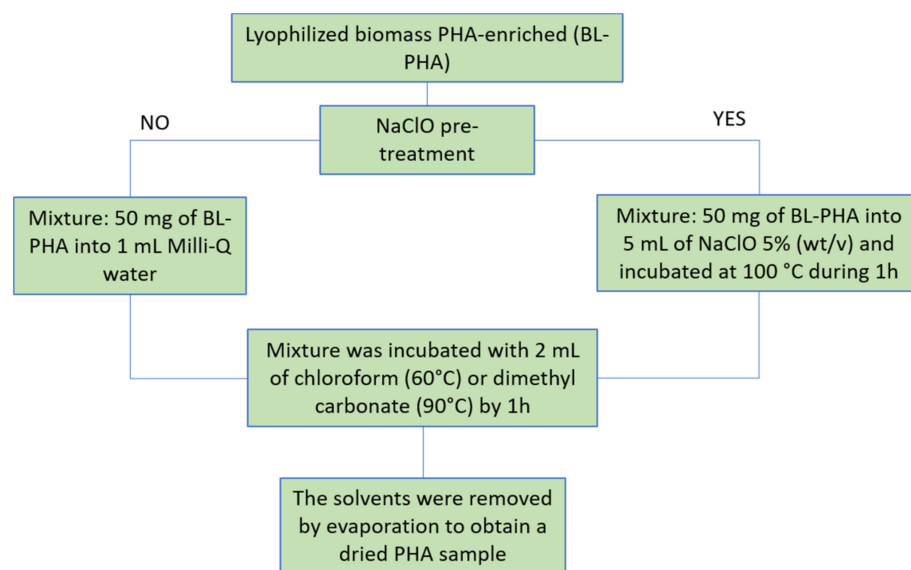 Lyophilized biomass PHA-enriched (BL-
PHA)
NO
NaClO pre-
treatment
YES
Mixture: 50 mg of BL-
PHA into 1 mL Milli-Q
water
Mixture: 50 mg of BL-PHA into
5 mL of NaClO 5% (wt/v) and
incubated at 100 °C during 1h
Mixture was incubated with 2 mL
of chloroform (60°C) or dimethyl
carbonate (90°C) by 1h
The solvents were removed
by evaporation to obtain a
dried PHA sample